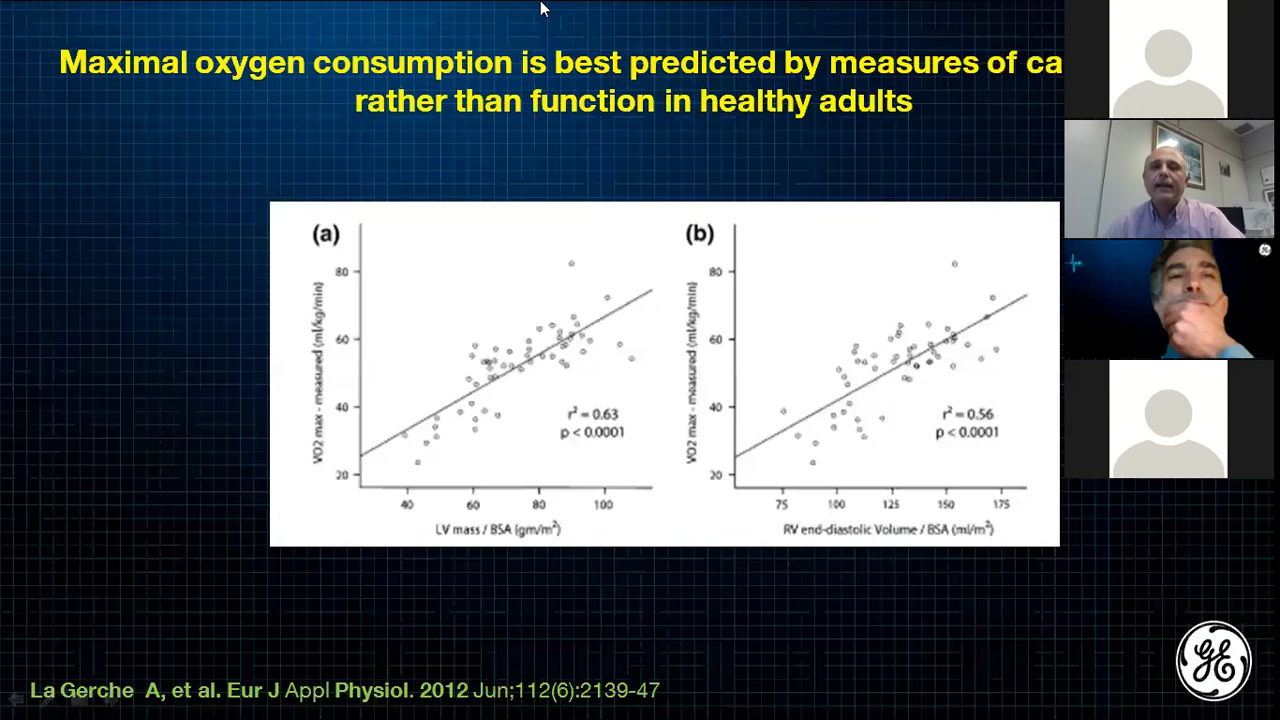 Maximal oxygen consumption is best predicted by measures of ca
rather than function in healthy adults
(a)
VO2 max - measured (ml/kg/min)
80
60
40
20
r² = 0.63
p < 0.0001
40 60 80 100
LV mass / BSA (gm/m²)
(b)
VO2 max - measured (ml/kg/min)
80
60
40
20
r² = 0.56
p < 0.0001
75 100 125 150 175
RV end-diastolic Volume / BSA (ml/m²)
La Gerche A, et al. Eur J Appl Physiol. 2012 Jun;112(6):2139-47
GE